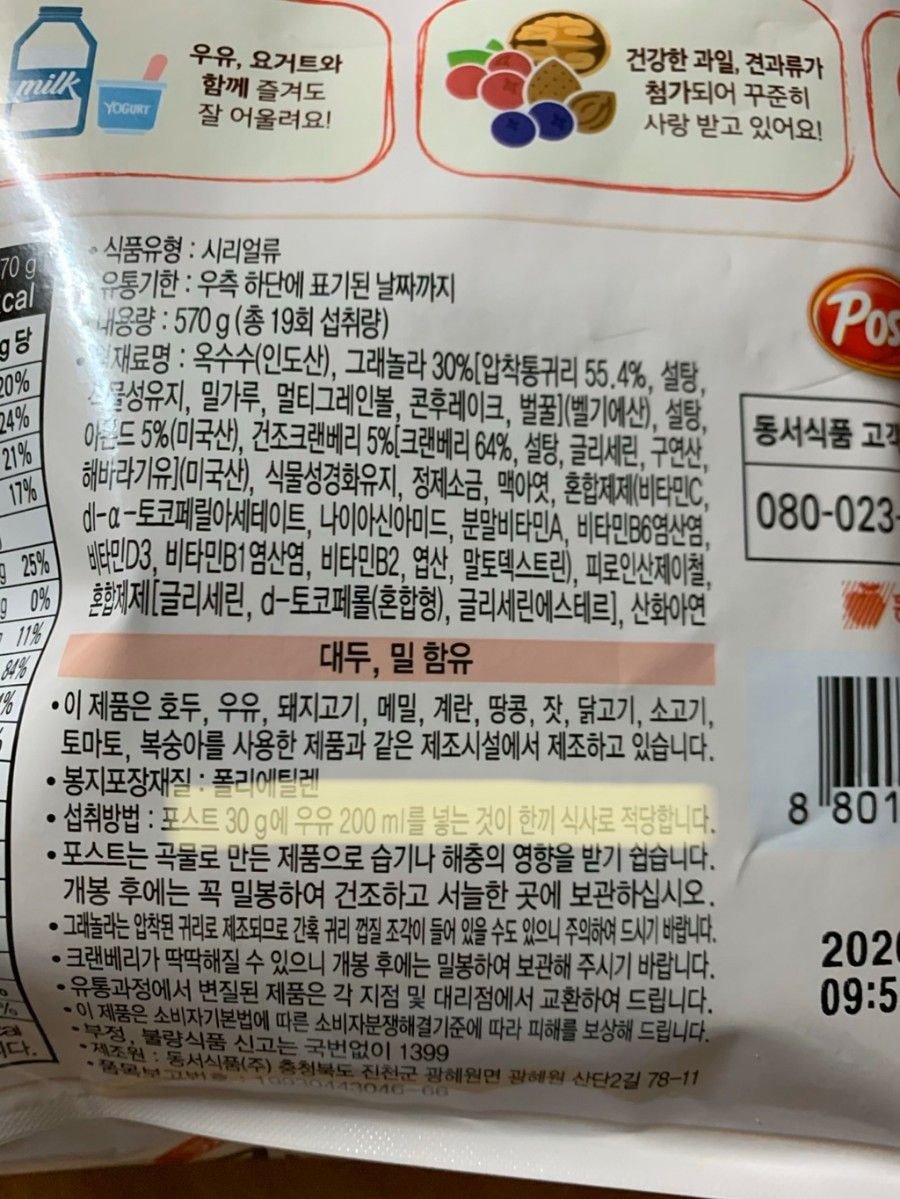 milk
YOGURT
우유, 요거트와
함께 즐겨도
잘 어울려요!
건강한 과일, 견과류가
첨가되어 꾸준히
사랑 받고 있어요!
70 g
cal
g 당
20%
24%
21%
17%
g 25%
g 0%
11%
84%
• 식품유형 : 시리얼류
유통기한 : 우측 하단에 표기된 날짜까지
내용량 : 570 g (총 19회 섭취량)
원재료명 : 옥수수(인도산), 그래놀라 30%[압착통귀리 55.4%, 설탕,
식물성유지, 밀가루, 멀티그레인볼, 콘후레이크, 벌꿀](벨기에산), 설탕,
아몬드 5%(미국산), 건조크랜베리 5%[크랜베리 64%, 설탕, 글리세린, 구연산,
해바라기유](미국산), 식물성경화유지, 정제소금, 맥아엿, 혼합제제(비타민C,
dl-α-토코페릴아세테이트, 나이아신아미드, 분말비타민A, 비타민B6염산염,
비타민D3, 비타민B1염산염, 비타민B2, 엽산, 말토덱스트린), 피로인산제이철,
혼합제제[글리세린, d-토코페롤(혼합형), 글리세린에스테르], 산화아연
대두, 밀 함유
• 이 제품은 호두, 우유, 돼지고기, 메밀, 계란, 땅콩, 잣, 닭고기, 소고기,
토마토, 복숭아를 사용한 제품과 같은 제조시설에서 제조하고 있습니다.
• 봉지포장재질 : 폴리에틸렌
• 섭취방법 : 포스트 30 g에 우유 200 ml를 넣는 것이 한끼 식사로 적당합니다.
• 포스트는 곡물로 만든 제품으로 습기나 해충의 영향을 받기 쉽습니다.
개봉 후에는 꼭 밀봉하여 건조하고 서늘한 곳에 보관하십시오.
• 그래놀라는 압착된 귀리로 제조되므로 간혹 귀리 껍질 조각이 들어 있을 수도 있으니 주의하여 드시기 바랍니다.
• 크랜베리가 딱딱해질 수 있으니 개봉 후에는 밀봉하여 보관해 주시기 바랍니다.
• 유통과정에서 변질된 제품은 각 지점 및 대리점에서 교환하여 드립니다.
• 이 제품은 소비자기본법에 따른 소비자분쟁해결기준에 따라 피해를 보상해 드립니다.
• 부정, 불량식품 신고는 국번없이 1399
• 제조원 : 동서식품(주) 충청북도 진천군 광혜원면 광혜원 산단2길 78-11
• 품목보고번호 : 19930443046-66
Pos
동서식품 고객
080-023-
8 801
2020
09:5